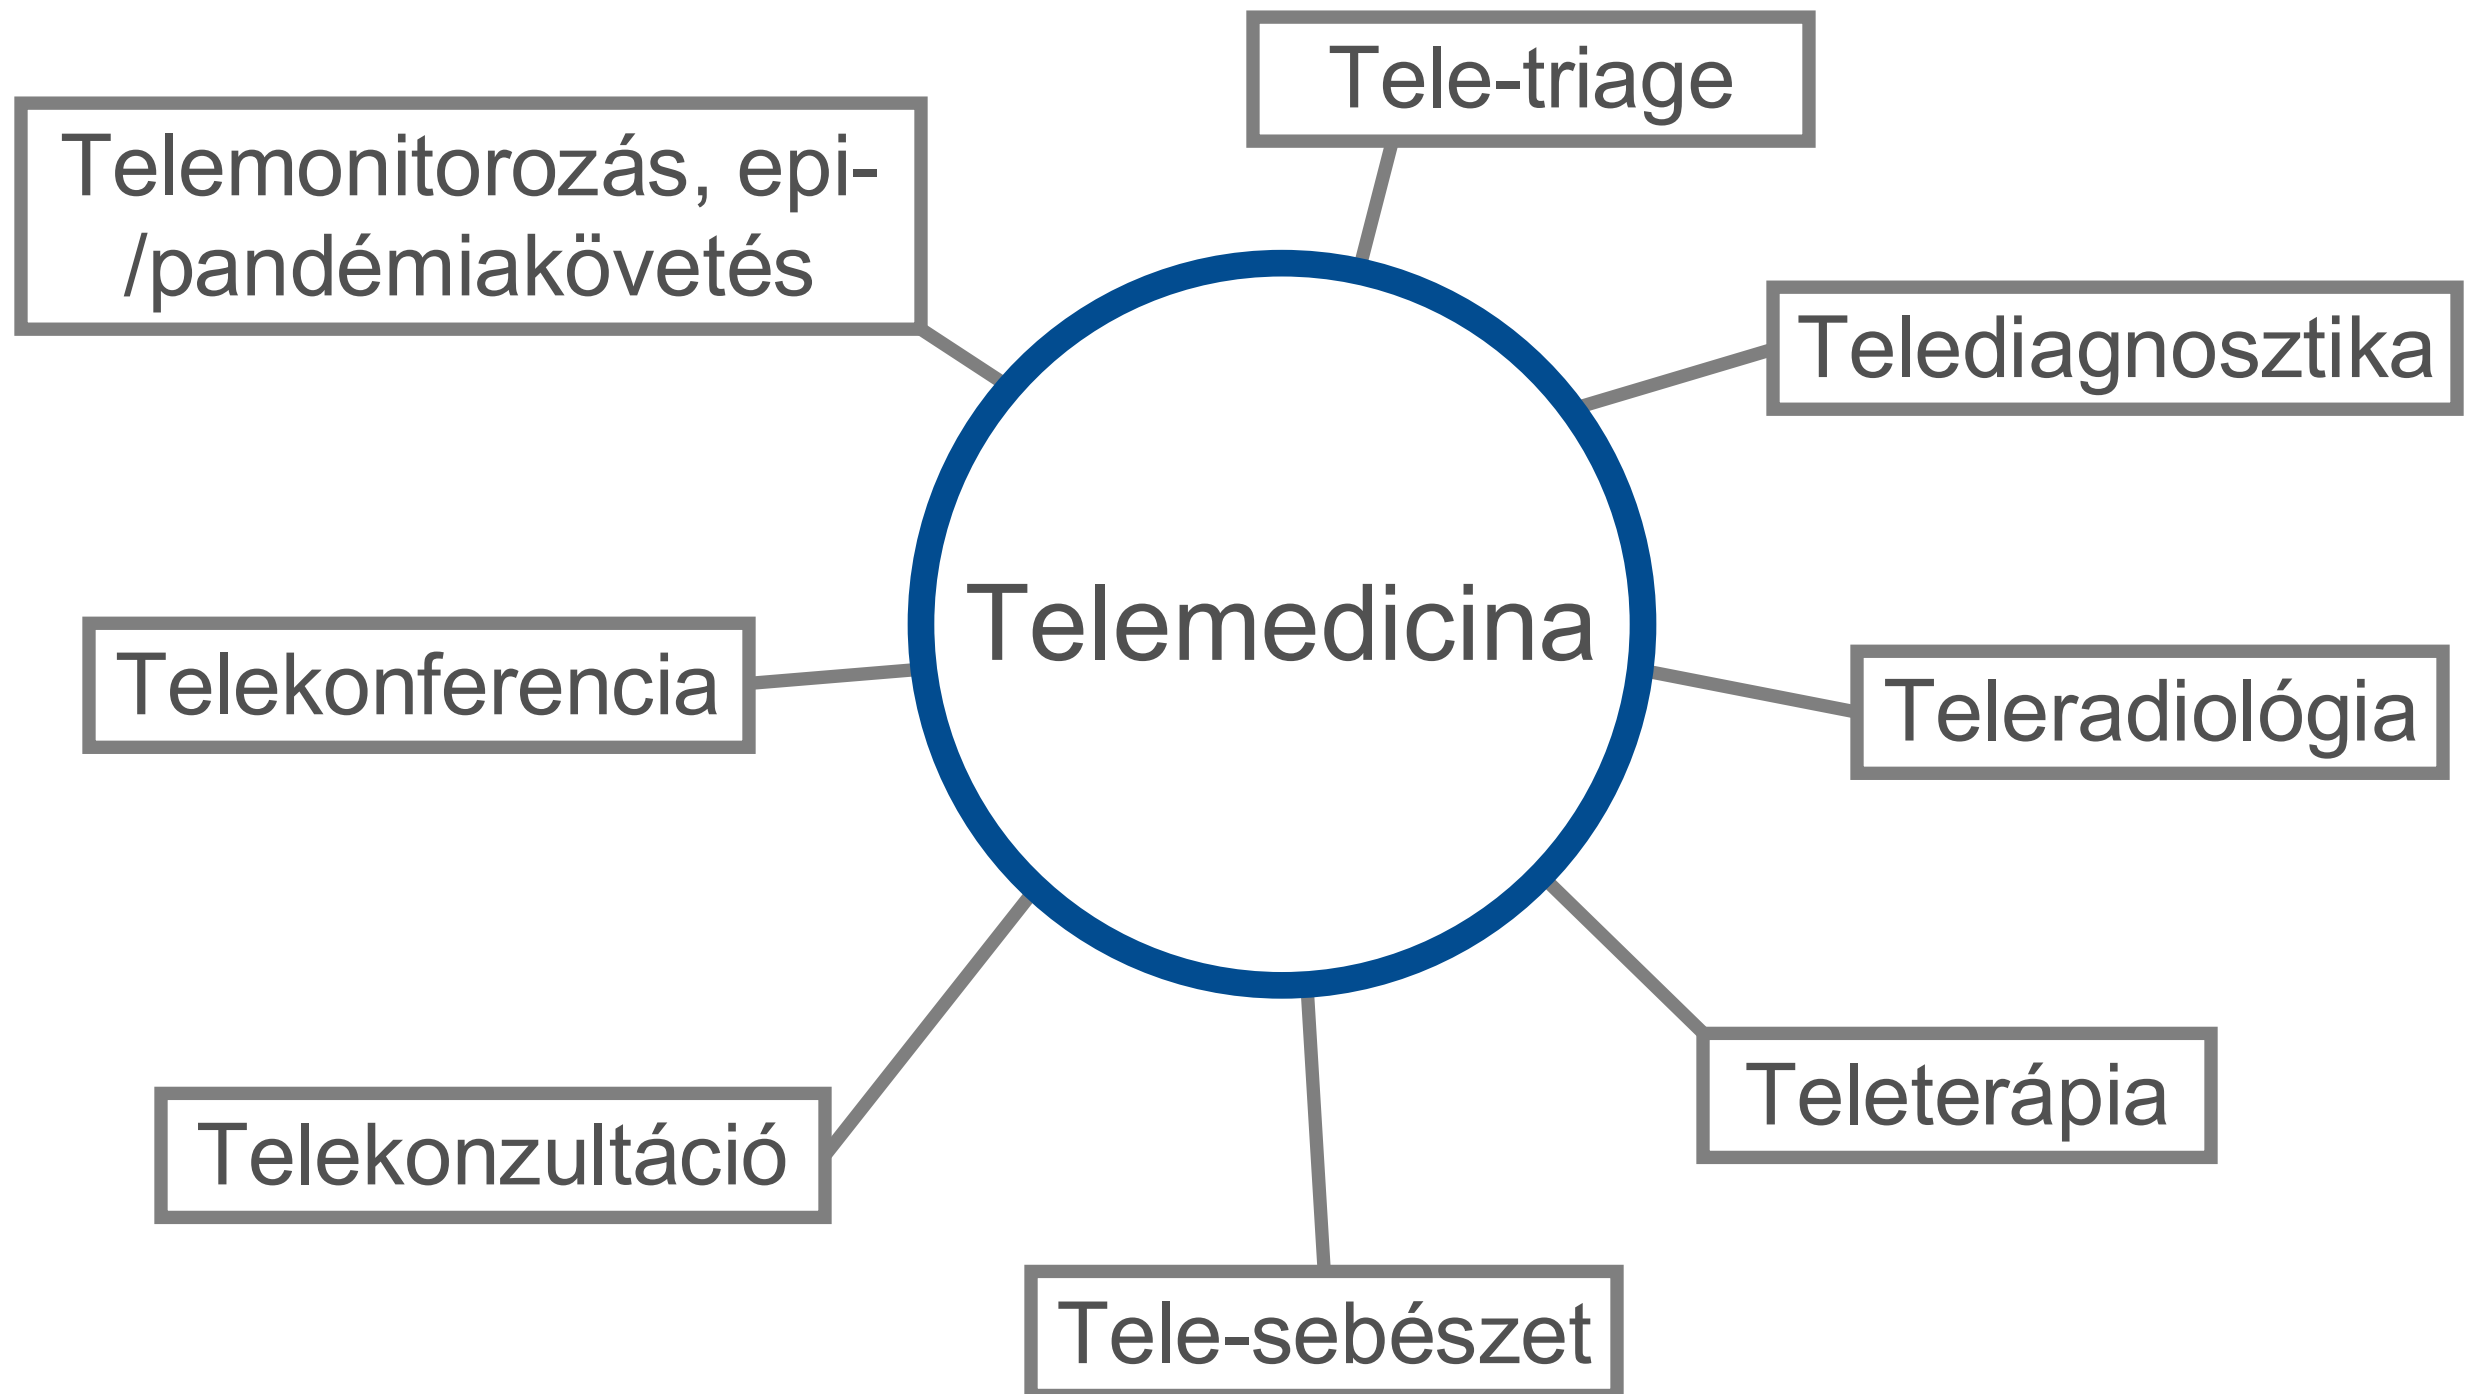 Tele-triage
Telemonitorozás, epi-
/pandémiakövetés
Telediagnosztika
Telemedicina
Telekonferencia
Teleradiológia
Teleterápia
Telekonzultáció
Tele-sebészet